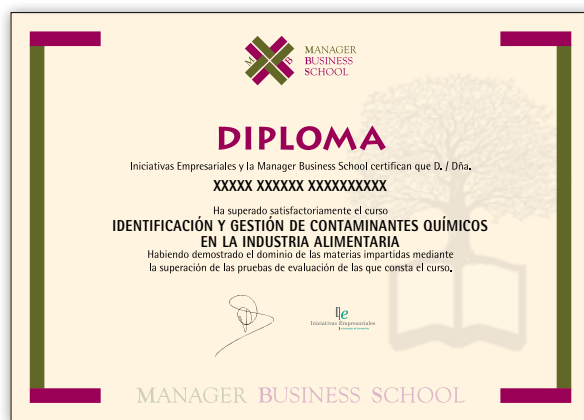 M B
MANAGER
BUSINESS
SCHOOL
DIPLOMA
Iniciativas Empresariales y la Manager Business School certifican que D. / Dña.
XXXXX XXXXXX XXXXXXXXXX
Ha superado satisfactoriamente el curso
IDENTIFICACIÓN Y GESTIÓN DE CONTAMINANTES QUÍMICOS
EN LA INDUSTRIA ALIMENTARIA
Habiendo demostrado el dominio de las materias impartidas mediante
la superación de las pruebas de evaluación de las que consta el curso.
Iniciativas Empresariales
MANAGER BUSINESS SCHOOL